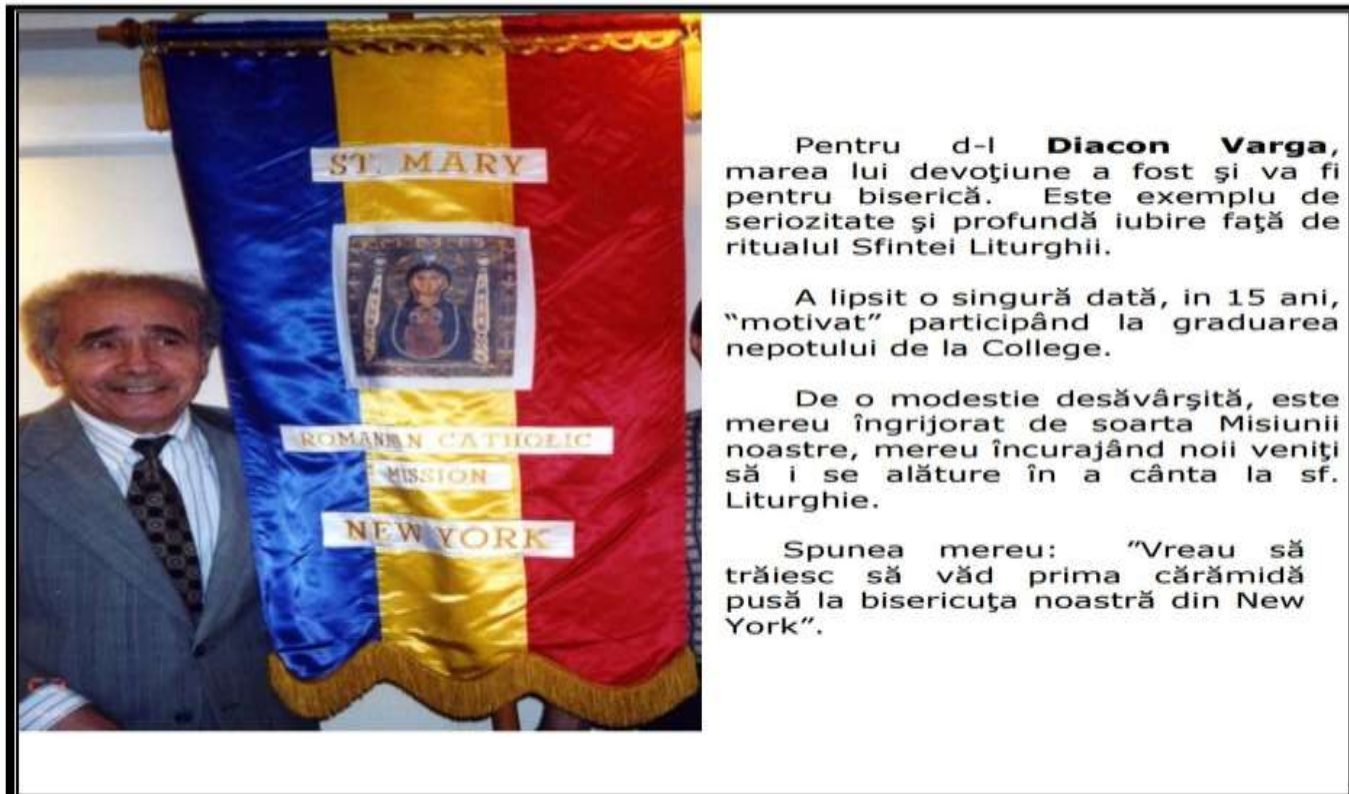 ST. MARY
ROMANIAN CATHOLIC
MISSION
NEW YORK
Pentru d-l Diacon Varga,
marea lui devoţiune a fost şi va fi
pentru biserică. Este exemplu de
seriozitate şi profundă iubire faţă de
ritualul Sfintei Liturghii.
A lipsit o singură dată, in 15 ani,
“motivat” participând la graduarea
nepotului de la College.
De o modestie desăvârşită, este
mereu îngrijorat de soarta Misiunii
noastre, mereu încurajând noii veniţi
să i se alăture în a cânta la sf.
Liturghie.
Spunea mereu: ”Vreau să
trăiesc să văd prima cărămidă
pusă la bisericuţa noastră din New
York”.